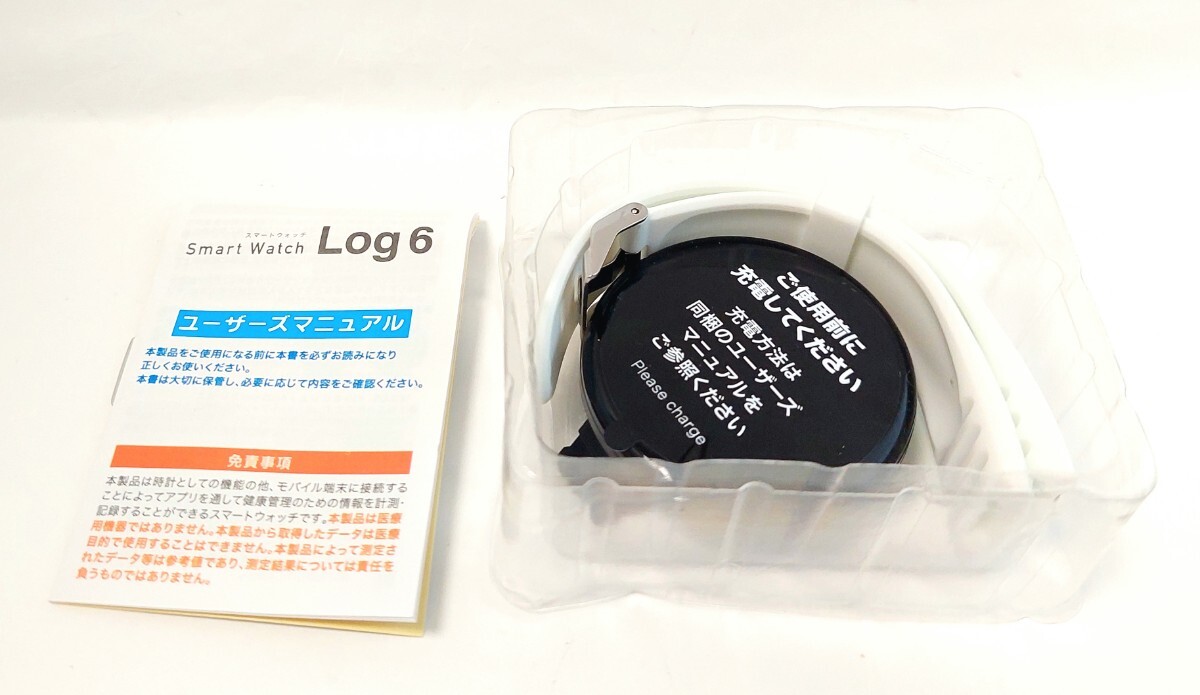 スマートウォッチ
Smart Watch Log 6
ユーザーズマニュアル
本製品をご使用になる前に本書を必ずお読みになり
正しくお使いください。
本書は大切に保管し、必要に応じて内容をご確認ください。
免責事項
本製品は時計としての機能の他、モバイル端末に接続する
ことによってアプリを通して健康管理のための情報を計測・
記録することができるスマートウォッチです。本製品は医療
用機器ではありません。本製品から取得したデータは医療
目的で使用することはできません。本製品によって測定さ
れたデータ等は参考値であり、測定結果については責任を
負うものではありません。
ご使用前に
充電してください
充電方法は
同梱のユーザーズ
マニュアルを
ご参照ください
Please charge